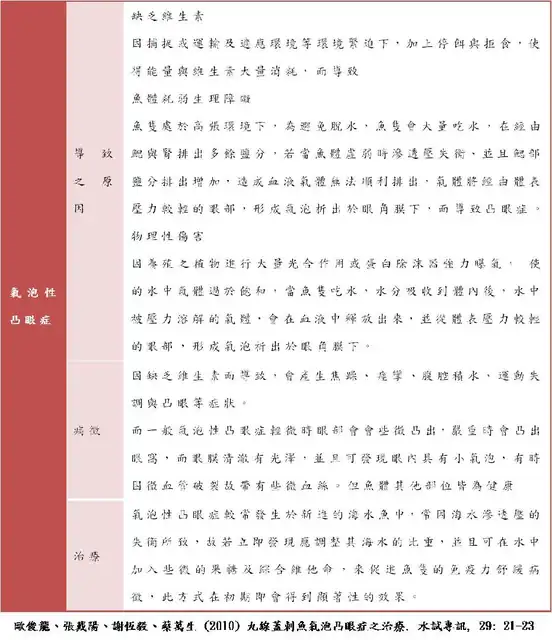 氣泡性
凸眼症
導致
之原
因
缺乏維生素
因捕捉或運輸及適應環境等環境緊迫下，加上停餌與拒食，使
得能量與維生素大量消耗，而導致
魚體耗弱生理障礙
魚隻處於高張環境下，為避免脫水，魚隻會大量吃水，在經由
鰓與腎排出多餘鹽分，若當魚體虛弱時滲透壓失衡、並且鰓部
鹽分排出增加，造成血液氣體無法順利排出，氣體將經由體表
壓力較輕的眼部，形成氣泡析出於眼角膜下，而導致凸眼症。
物理性傷害
因養殖之植物進行大量光合作用或蛋白除沫器強力曝氣， 使
的水中氣體過於飽和，當魚隻吃水，水分吸收到體內後，水中
被壓力溶解的氣體，會在血液中釋放出來，並從體表壓力較輕
的眼部，形成氣泡析出於眼角膜下。
病徵
因缺乏維生素而導致，會產生焦躁、痙攣、腹腔積水、運動失
調與凸眼等症狀。
而一般氣泡性凸眼症輕微時眼部會會些微凸出，嚴重時會凸出
眼窩，而眼膜清澈有光澤，並且可發現眼內具有小氣泡，有時
因微血管破裂故帶有些微血絲。但魚體其他部位皆為健康
治療
氣泡性凸眼症較常發生於新進的海水魚中，常因海水滲透壓的
失衡所致，故若立即發現應調整其海水的比重，並且可在水中
加入些微的果糖及綜合維他命，來促進魚隻的免疫力舒緩病
徵，此方式在初期即會得到顯著性的效果。
歐俊龍、張戴陽、謝恆毅、蔡萬生 (2010) 九線蓋刺魚氣泡凸眼症之治療. 水試專訊, 29: 21-23